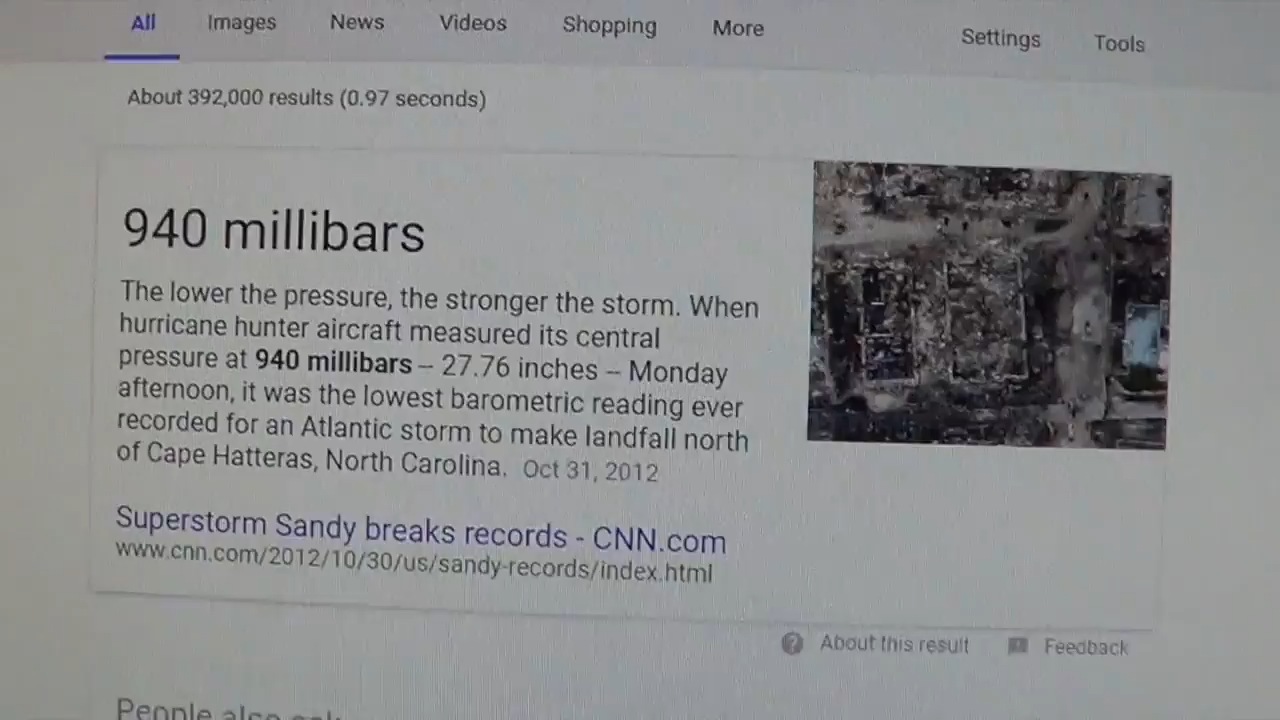 All Images News Videos Shopping More Settings Tools
About 392,000 results (0.97 seconds)
940 millibars
The lower the pressure, the stronger the storm. When
hurricane hunter aircraft measured its central
pressure at 940 millibars – 27.76 inches – Monday
afternoon, it was the lowest barometric reading ever
recorded for an Atlantic storm to make landfall north
of Cape Hatteras, North Carolina. Oct 31, 2012
Superstorm Sandy breaks records - CNN.com
www.cnn.com/2012/10/30/us/sandy-records/index.html
About this result Feedback
People also ask